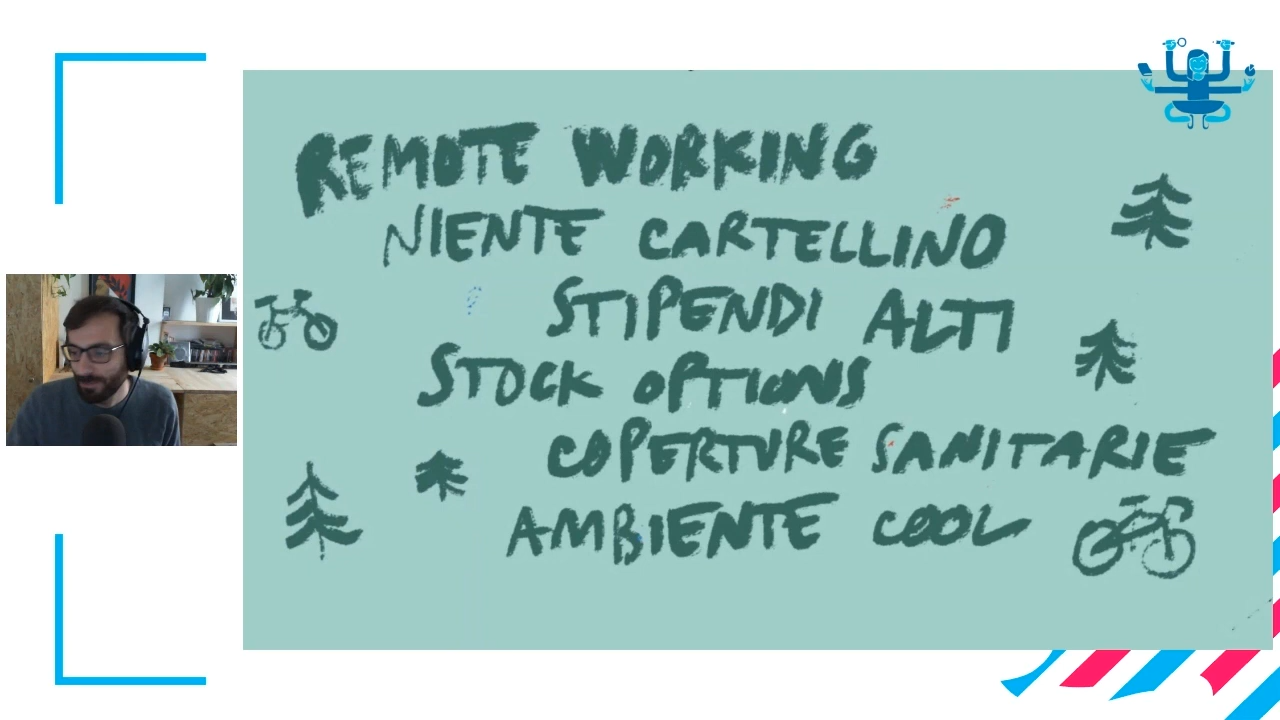 REMOTE WORKING
NIENTE CARTELLINO
STIPENDI ALTI
STOCK OPTIONS
COPERTURE SANITARIE
AMBIENTE COOL